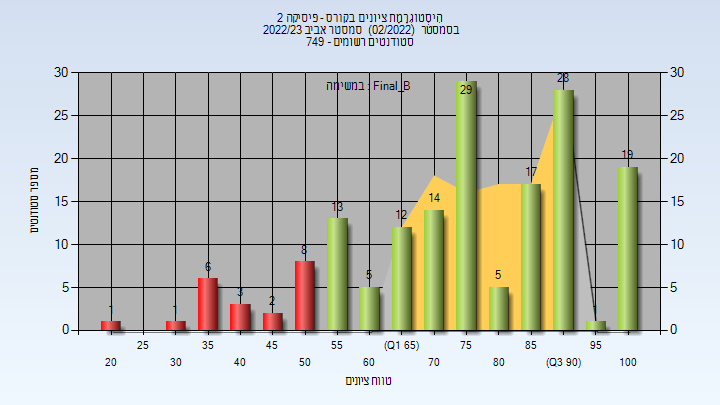 היסטוגרמת ציונים בקורס - פיסיקה 2
בסמסטר (02/2022) סמסטר אביב 2022/23
סטודנטים רשומים - 749
במשימה : Final_B
מספר סטודנטים
30 25 20 15 10 5 0
30 25 20 15 10 5 0
1 1 6 3 2 8 13 5 12 14 29 5 17 28 19
20 25 30 35 40 45 50 55 60 (Q1 65) 70 75 80 85 (Q3 90) 95 100
טווח ציונים